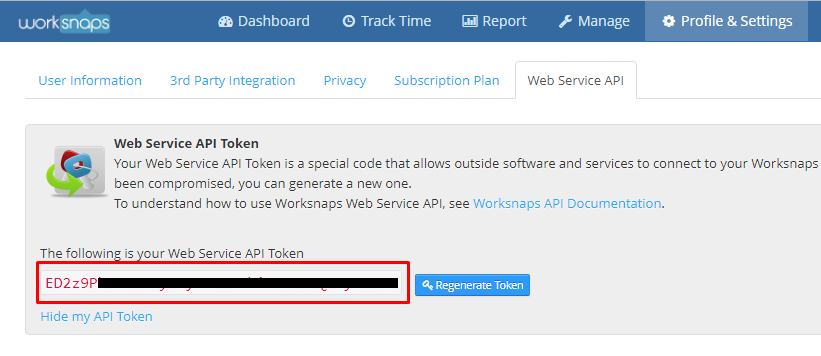 worksnaps Dashboard Track Time Report Manage Profile & Settings
User Information 3rd Party Integration Privacy Subscription Plan Web Service API
Web Service API Token
Your Web Service API Token is a special code that allows outside software and services to connect to your Worksnaps
been compromised, you can generate a new one.
To understand how to use Worksnaps Web Service API, see Worksnaps API Documentation.
The following is your Web Service API Token
ED2z9P
Regenerate Token
Hide my API Token